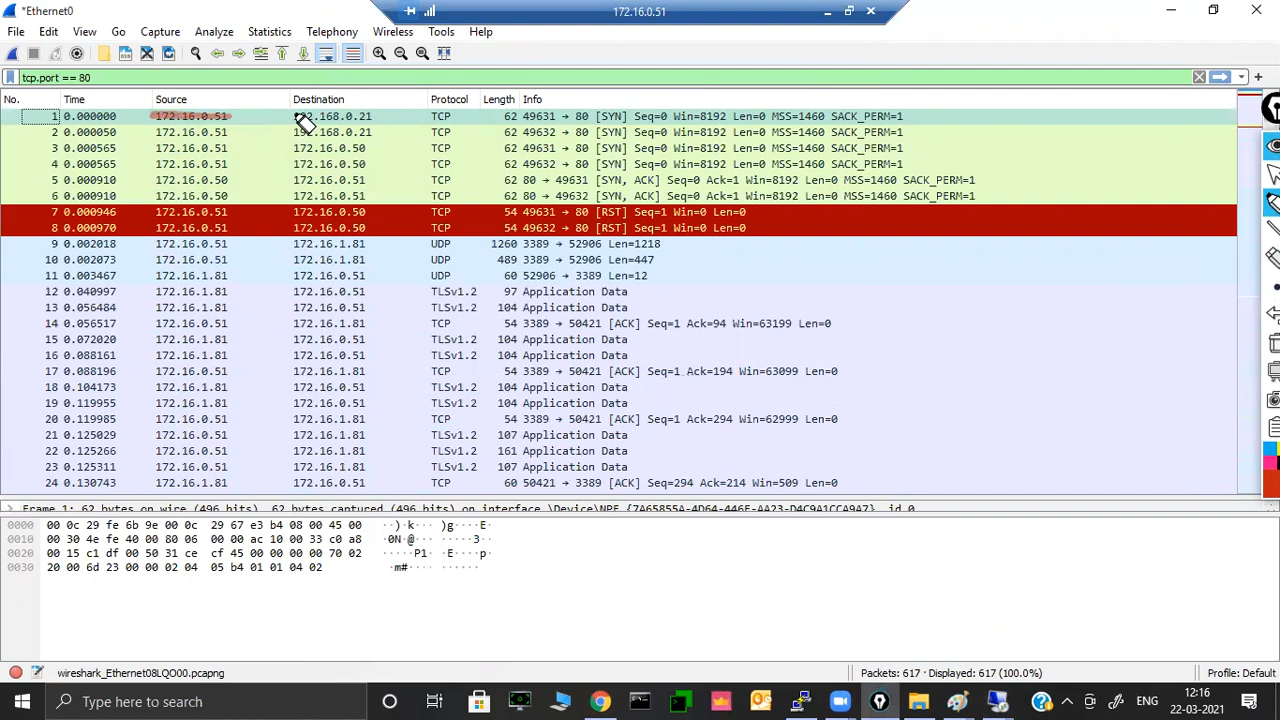 *Ethernet0
172.16.0.51
File Edit View Go Capture Analyze Statistics Telephony Wireless Tools Help
tcp.port == 80
No. Time Source Destination Protocol Length Info
1 0.000000 172.16.0.51 192.168.0.21 TCP 62 49631 → 80 [SYN] Seq=0 Win=8192 Len=0 MSS=1460 SACK_PERM=1
2 0.000050 172.16.0.51 192.168.0.21 TCP 62 49632 → 80 [SYN] Seq=0 Win=8192 Len=0 MSS=1460 SACK_PERM=1
3 0.000565 172.16.0.51 172.16.0.50 TCP 62 49631 → 80 [SYN] Seq=0 Win=8192 Len=0 MSS=1460 SACK_PERM=1
4 0.000565 172.16.0.51 172.16.0.50 TCP 62 49632 → 80 [SYN] Seq=0 Win=8192 Len=0 MSS=1460 SACK_PERM=1
5 0.000910 172.16.0.50 172.16.0.51 TCP 62 80 → 49631 [SYN, ACK] Seq=0 Ack=1 Win=8192 Len=0 MSS=1460 SACK_PERM=1
6 0.000910 172.16.0.50 172.16.0.51 TCP 62 80 → 49632 [SYN, ACK] Seq=0 Ack=1 Win=8192 Len=0 MSS=1460 SACK_PERM=1
7 0.000946 172.16.0.51 172.16.0.50 TCP 54 49631 → 80 [RST] Seq=1 Win=0 Len=0
8 0.000970 172.16.0.51 172.16.0.50 TCP 54 49632 → 80 [RST] Seq=1 Win=0 Len=0
9 0.002018 172.16.0.51 172.16.1.81 UDP 1260 3389 → 52906 Len=1218
10 0.002073 172.16.0.51 172.16.1.81 UDP 489 3389 → 52906 Len=447
11 0.003467 172.16.1.81 172.16.0.51 UDP 60 52906 → 3389 Len=12
12 0.040997 172.16.1.81 172.16.0.51 TLSv1.2 97 Application Data
13 0.056484 172.16.1.81 172.16.0.51 TLSv1.2 104 Application Data
14 0.056517 172.16.0.51 172.16.1.81 TCP 54 3389 → 50421 [ACK] Seq=1 Ack=94 Win=63199 Len=0
15 0.072020 172.16.1.81 172.16.0.51 TLSv1.2 104 Application Data
16 0.088161 172.16.1.81 172.16.0.51 TLSv1.2 104 Application Data
17 0.088196 172.16.0.51 172.16.1.81 TCP 54 3389 → 50421 [ACK] Seq=1 Ack=194 Win=63099 Len=0
18 0.104173 172.16.1.81 172.16.0.51 TLSv1.2 104 Application Data
19 0.119955 172.16.1.81 172.16.0.51 TLSv1.2 104 Application Data
20 0.119985 172.16.0.51 172.16.1.81 TCP 54 3389 → 50421 [ACK] Seq=1 Ack=294 Win=62999 Len=0
21 0.125029 172.16.0.51 172.16.1.81 TLSv1.2 107 Application Data
22 0.125266 172.16.0.51 172.16.1.81 TLSv1.2 161 Application Data
23 0.125311 172.16.0.51 172.16.1.81 TLSv1.2 107 Application Data
24 0.130743 172.16.1.81 172.16.0.51 TCP 60 50421 → 3389 [ACK] Seq=294 Ack=214 Win=509 Len=0
Frame 1: 62 bytes on wire (496 bits), 62 bytes captured (496 bits) on interface \Device\NPF_{7A65855A-4D64-446F-AA23-D4C9A1CCA9A7}, id 0
0000 00 0c 29 fe 6b 9e 00 0c 29 67 e3 b4 08 00 45 00 ··)·k··· )g····E·
0010 00 30 4e fe 40 00 80 06 00 00 ac 10 00 33 c0 a8 ·0N·@··· ·····3··
0020 00 15 c1 df 00 50 31 ce cf 45 00 00 00 00 70 02 ·····P1· ·E····p·
0030 20 00 6d 23 00 00 02 04 05 b4 01 01 04 02 ·m#···· ······
wireshark_Ethernet08LQO00.pcapng
Packets: 617 · Displayed: 617 (100.0%)
Profile: Default
Type here to search
ENG
12:16
22-03-2021